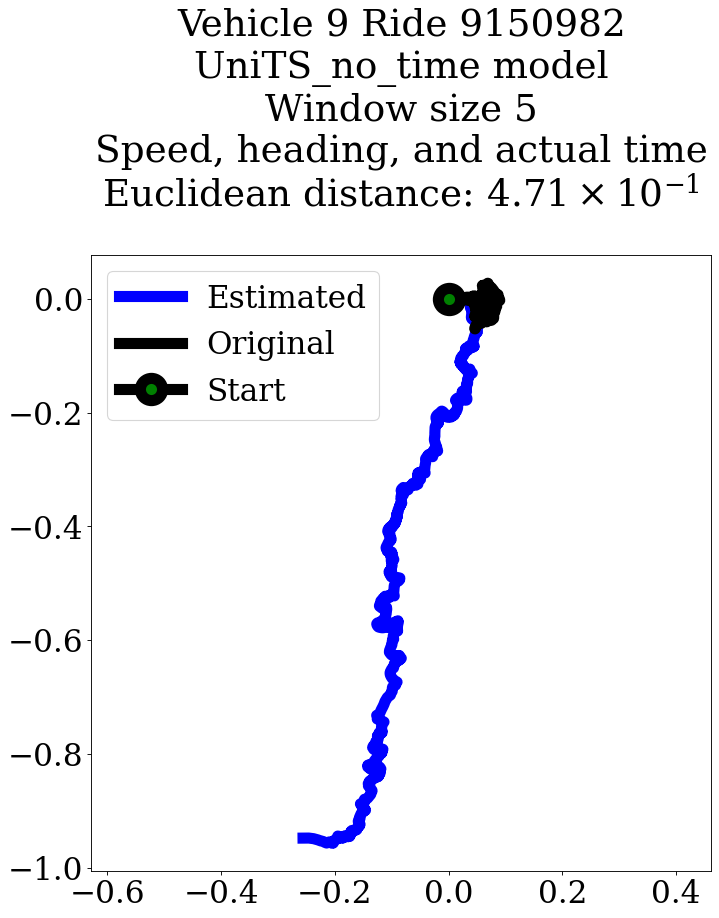 Vehicle 9 Ride 9150982
UniTS_no_time model
Window size 5
Speed, heading, and actual time
Euclidean distance: 4.71 × 10⁻¹
Estimated
Original
Start
0.0
−0.2
−0.4
−0.6
−0.8
−1.0
−0.6 −0.4 −0.2 0.0 0.2 0.4